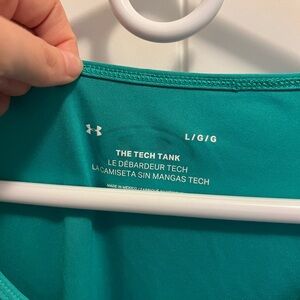 L/G/G
THE TECH TANK
LE DÉBARDEUR TECH
LA CAMISETA SIN MANGAS TECH
MADE IN MEXICO /